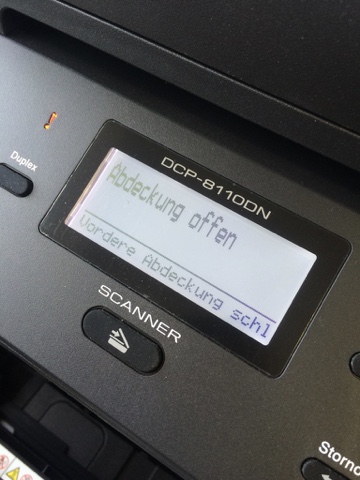 Duplex
DCP-8110DN
Abdeckung offen
Vordere Abdeckung schl
SCANNER
Storno